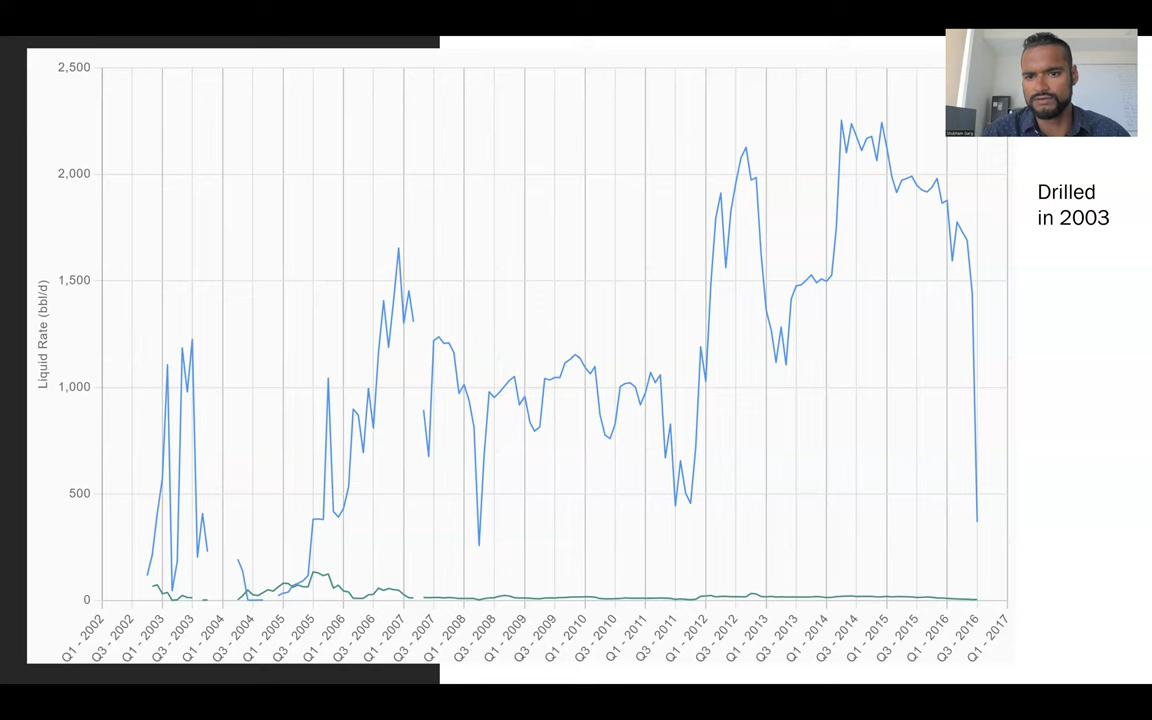 2,500
2,000
1,500
1,000
500
0
Liquid Rate (bbl/d)
Q1 - 2002
Q3 - 2002
Q1 - 2003
Q3 - 2003
Q1 - 2004
Q3 - 2004
Q1 - 2005
Q3 - 2005
Q1 - 2006
Q3 - 2006
Q1 - 2007
Q3 - 2007
Q1 - 2008
Q3 - 2008
Q1 - 2009
Q3 - 2009
Q1 - 2010
Q3 - 2010
Q1 - 2011
Q3 - 2011
Q1 - 2012
Q3 - 2012
Q1 - 2013
Q3 - 2013
Q1 - 2014
Q3 - 2014
Q1 - 2015
Q3 - 2015
Q1 - 2016
Q3 - 2016
Q1 - 2017
Shubham Garg
Drilled
in 2003